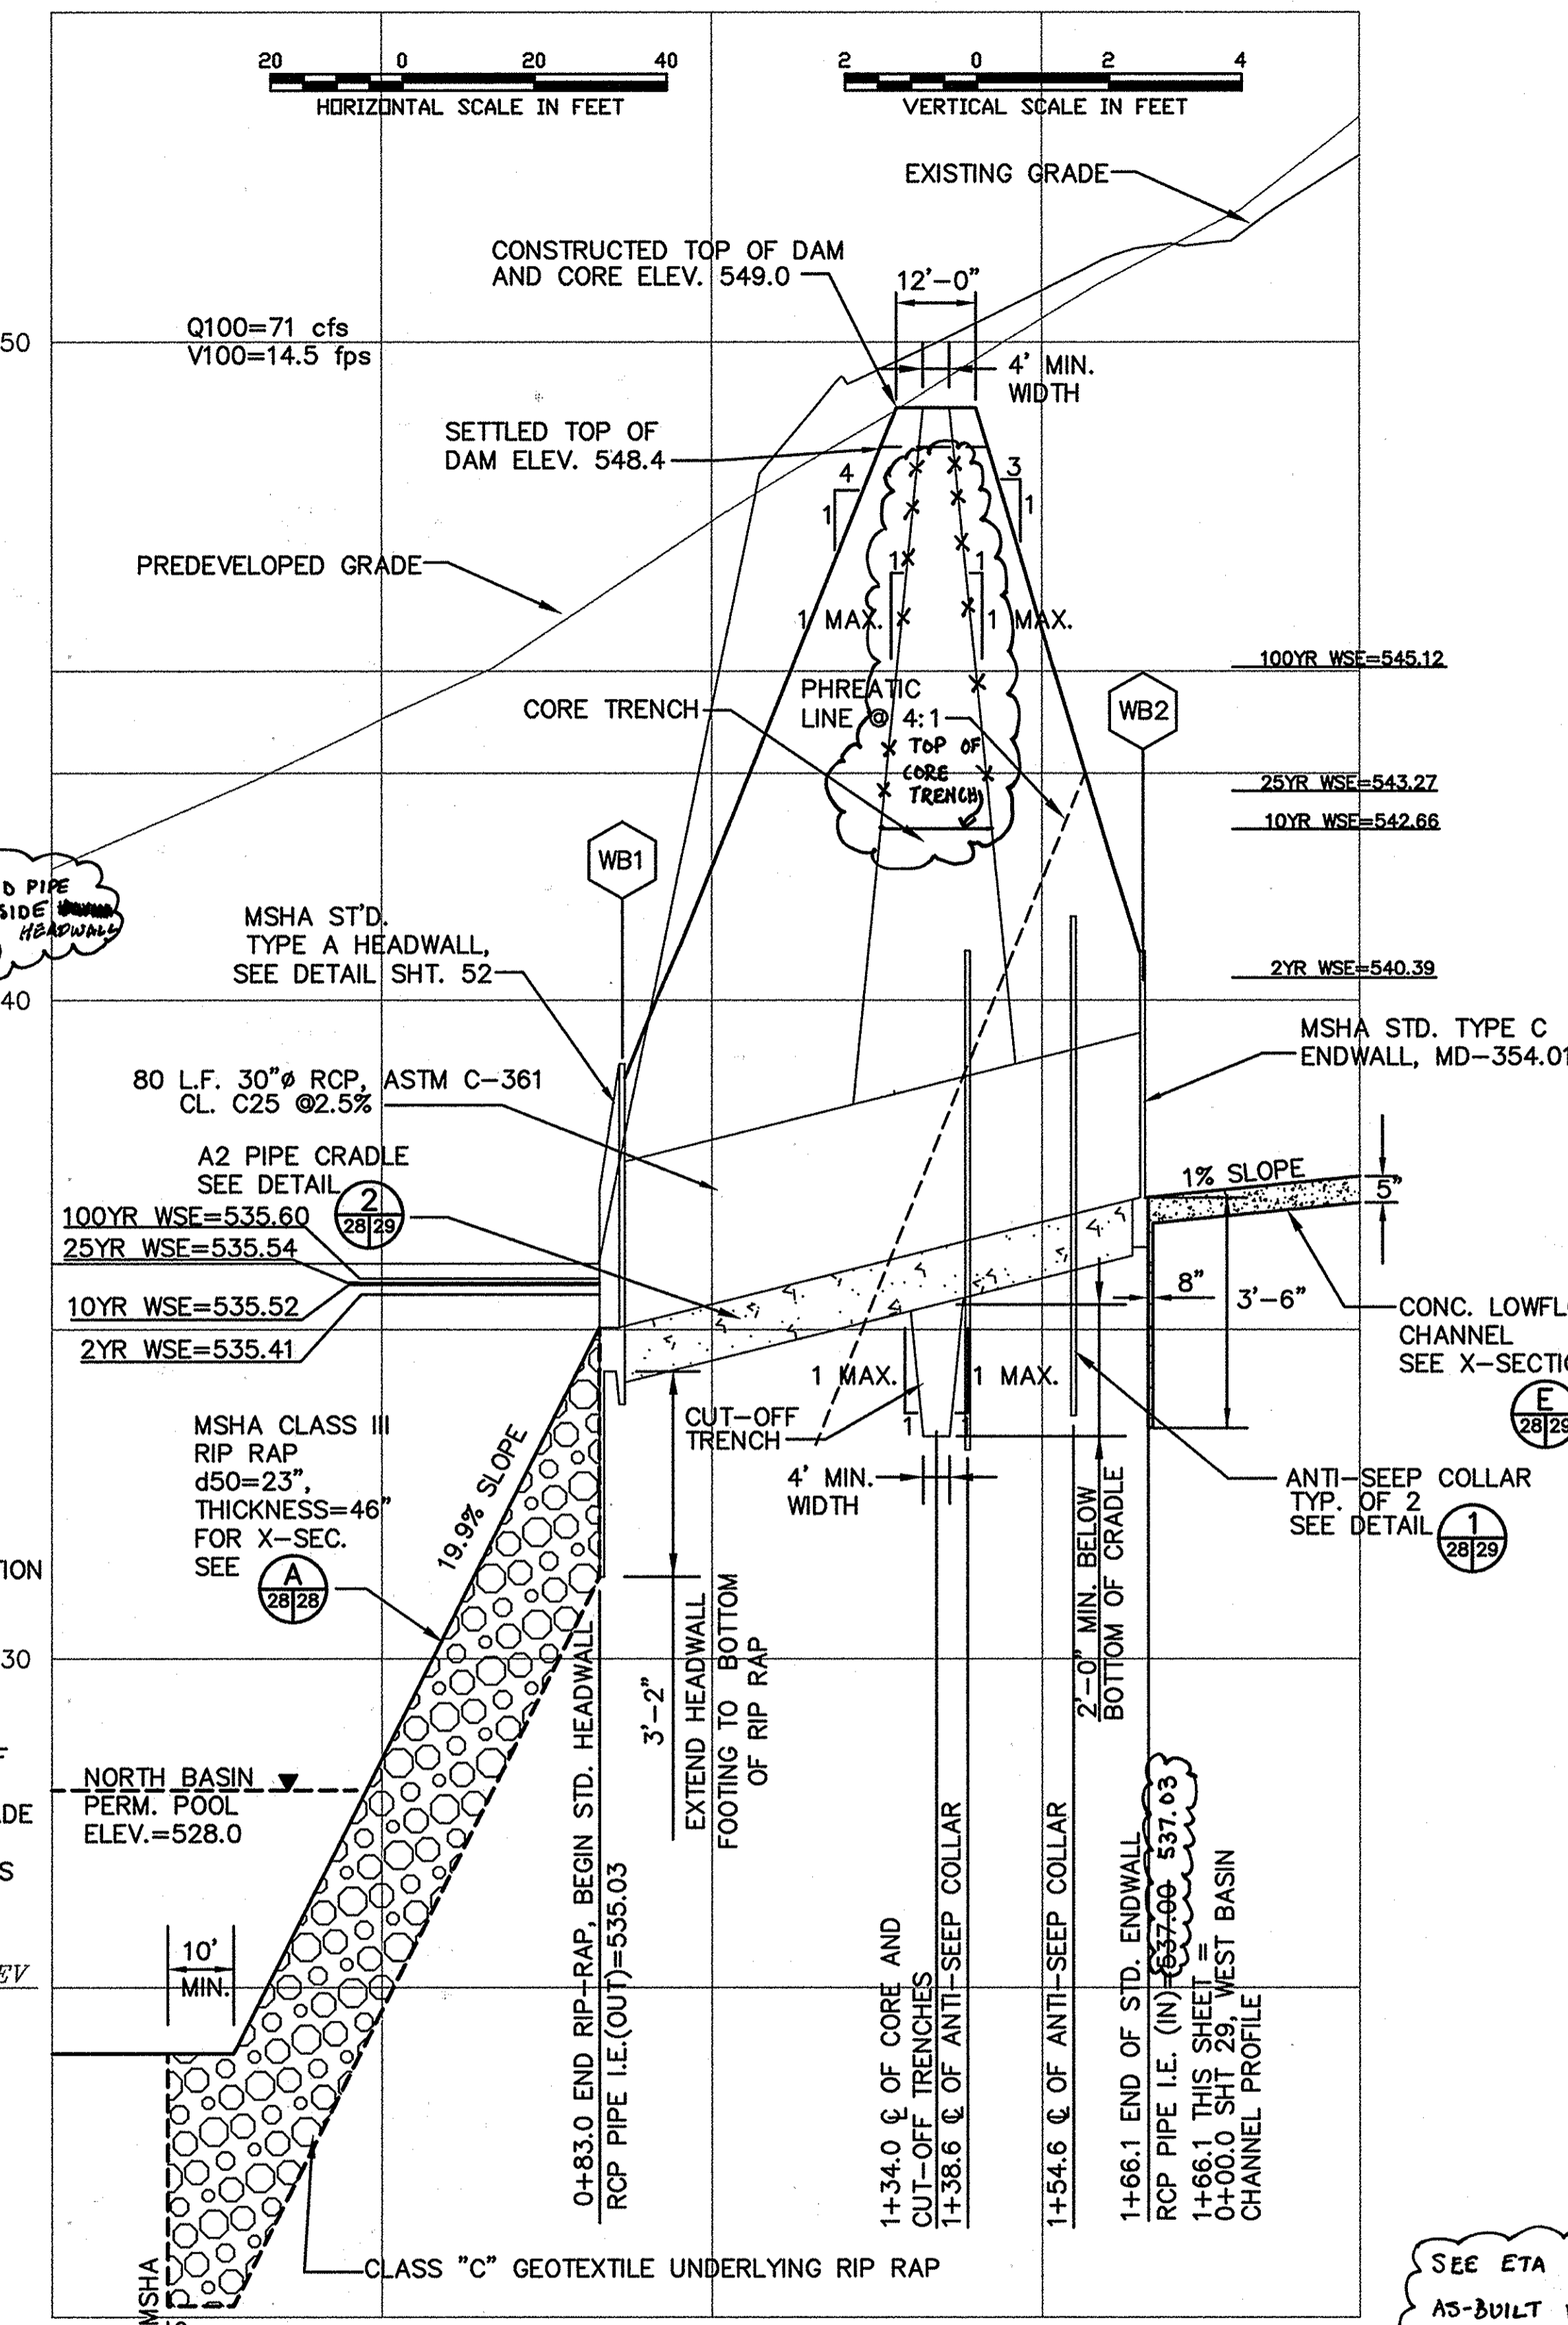 20 0 20 40
HORIZONTAL SCALE IN FEET
2 0 2 4
VERTICAL SCALE IN FEET
EXISTING GRADE
CONSTRUCTED TOP OF DAM
AND CORE ELEV. 549.0
12'-0"
Q100=71 cfs
V100=14.5 fps
50
4' MIN.
WIDTH
SETTLED TOP OF
DAM ELEV. 548.4
4
1
3
1
PREDEVELOPED GRADE
1
1 MAX.
1
1 MAX.
100YR WSE=545.12
PHREATIC
LINE @ 4:1
CORE TRENCH
WB2
TOP OF
CORE
TRENCH
25YR WSE=543.27
10YR WSE=542.66
WB1
D PIPE
SIDE
HEADWALL
MSHA ST'D.
TYPE A HEADWALL,
SEE DETAIL SHT. 52
2YR WSE=540.39
40
MSHA STD. TYPE C
ENDWALL, MD-354.01
80 L.F. 30"ø RCP, ASTM C-361
CL. C25 @2.5%
A2 PIPE CRADLE
SEE DETAIL
2
28 29
1% SLOPE
5"
100YR WSE=535.60
25YR WSE=535.54
10YR WSE=535.52
2YR WSE=535.41
8"
3'-6"
CONC. LOWFL
CHANNEL
SEE X-SECTI
E
28 29
1 MAX.
1
1 MAX.
1
CUT-OFF
TRENCH
MSHA CLASS III
RIP RAP
d50=23",
THICKNESS=46"
FOR X-SEC.
SEE
A
28 28
19.9% SLOPE
4' MIN.
WIDTH
ANTI-SEEP COLLAR
TYP. OF 2
SEE DETAIL
1
28 29
2'-0" MIN. BELOW
BOTTOM OF CRADLE
TION
30
3'-2"
EXTEND HEADWALL
FOOTING TO BOTTOM
OF RIP RAP
F
NORTH BASIN
PERM. POOL
ELEV.=528.0
DE
S
EV
10'
MIN.
0+83.0 END RIP-RAP, BEGIN STD. HEADWALL
RCP PIPE I.E.(OUT)=535.03
1+34.0 ℄ OF CORE AND
CUT-OFF TRENCHES
1+38.6 ℄ OF ANTI-SEEP COLLAR
1+54.6 ℄ OF ANTI-SEEP COLLAR
1+66.1 END OF STD. ENDWALL
RCP PIPE I.E. (IN)=537.00 537.03
1+66.1 THIS SHEET =
0+00.0 SHT 29, WEST BASIN
CHANNEL PROFILE
CLASS "C" GEOTEXTILE UNDERLYING RIP RAP
MSHA
SEE ETA
AS-BUILT